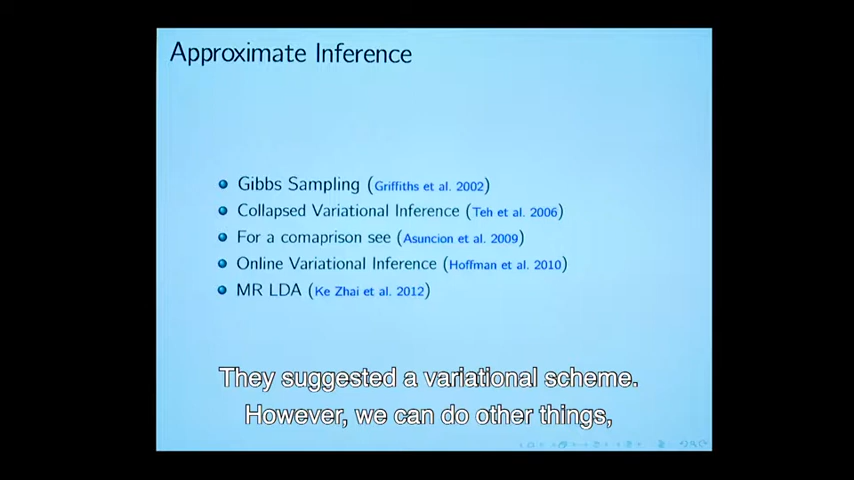 Approximate Inference
Gibbs Sampling (Griffiths et al. 2002)
Collapsed Variational Inference (Teh et al. 2006)
For a comaprison see (Asuncion et al. 2009)
Online Variational Inference (Hoffman et al. 2010)
MR LDA (Ke Zhai et al. 2012)
They suggested a variational scheme.
However, we can do other things,